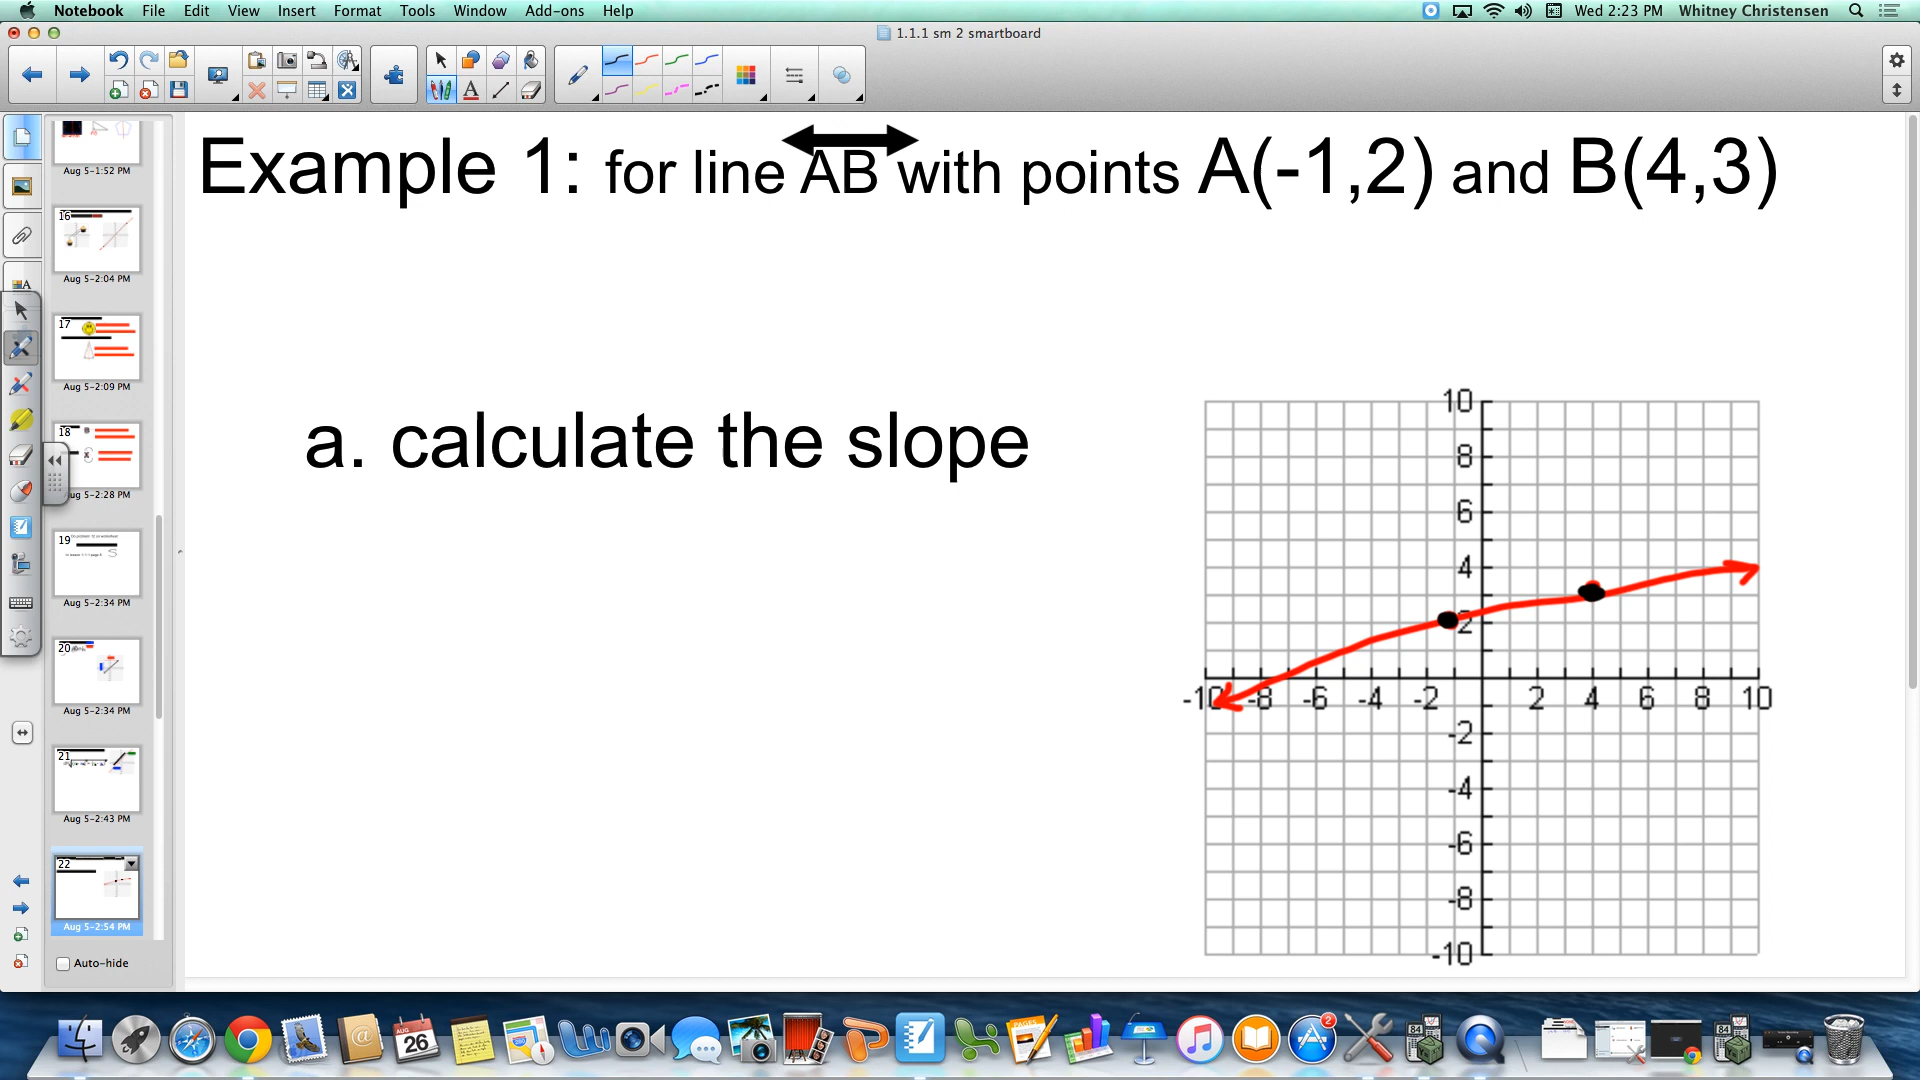 Notebook File Edit View Insert Format Tools Window Add-ons Help Wed 2:23 PM Whitney Christensen
1.1.1 sm 2 smartboard
Aug 5-1:52 PM
16
Aug 5-2:04 PM
17
Aug 5-2:09 PM
18
ug 5-2:28 PM
19
Aug 5-2:34 PM
20
Aug 5-2:34 PM
21
Aug 5-2:43 PM
22
Aug 5-2:54 PM
Auto-hide
Example 1: for line AB with points A(-1,2) and B(4,3)
a. calculate the slope
10
8
6
4
2
-10 -8 -6 -4 -2 2 4 6 8 10
-2
-4
-6
-8
-10
AUG
26
2